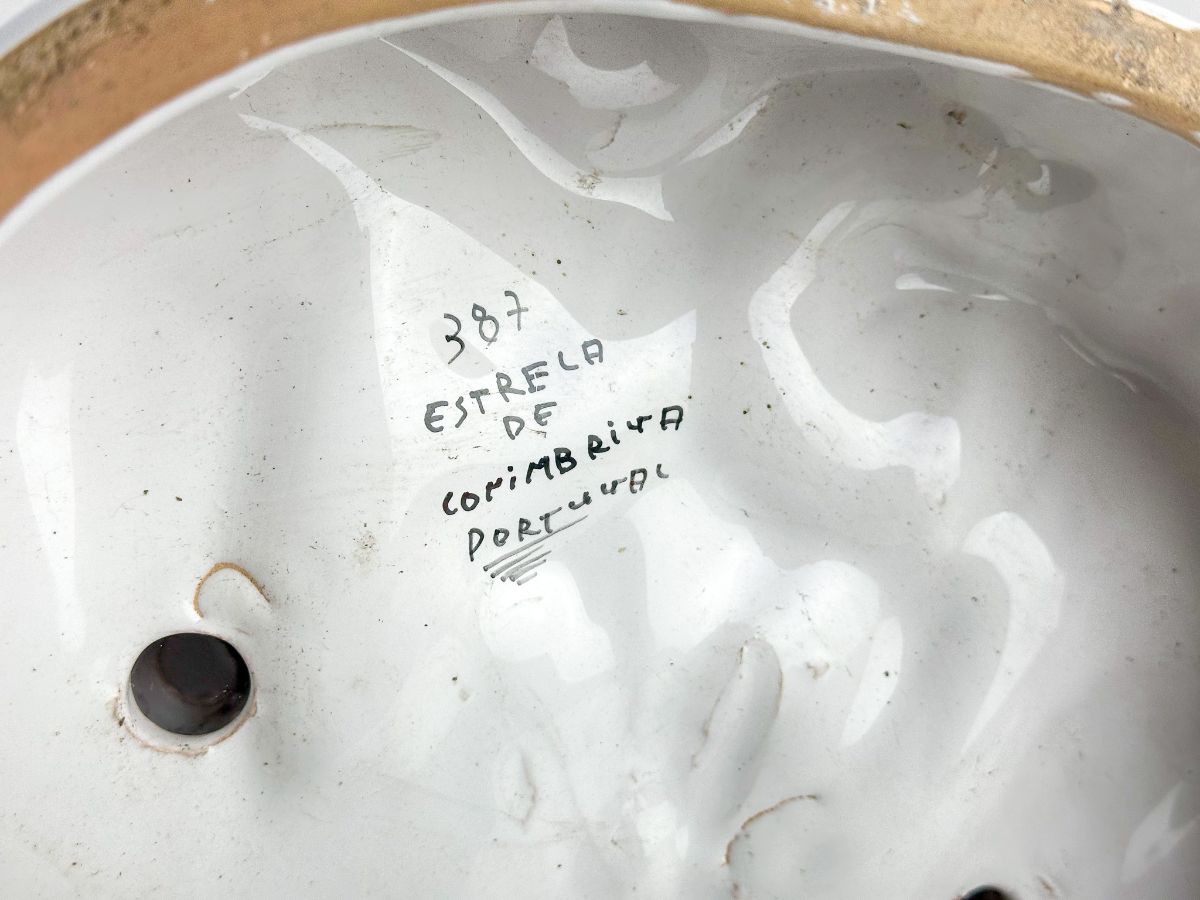 387
ESTRELA
DE
CONIMBRIGA
PORTUGAL